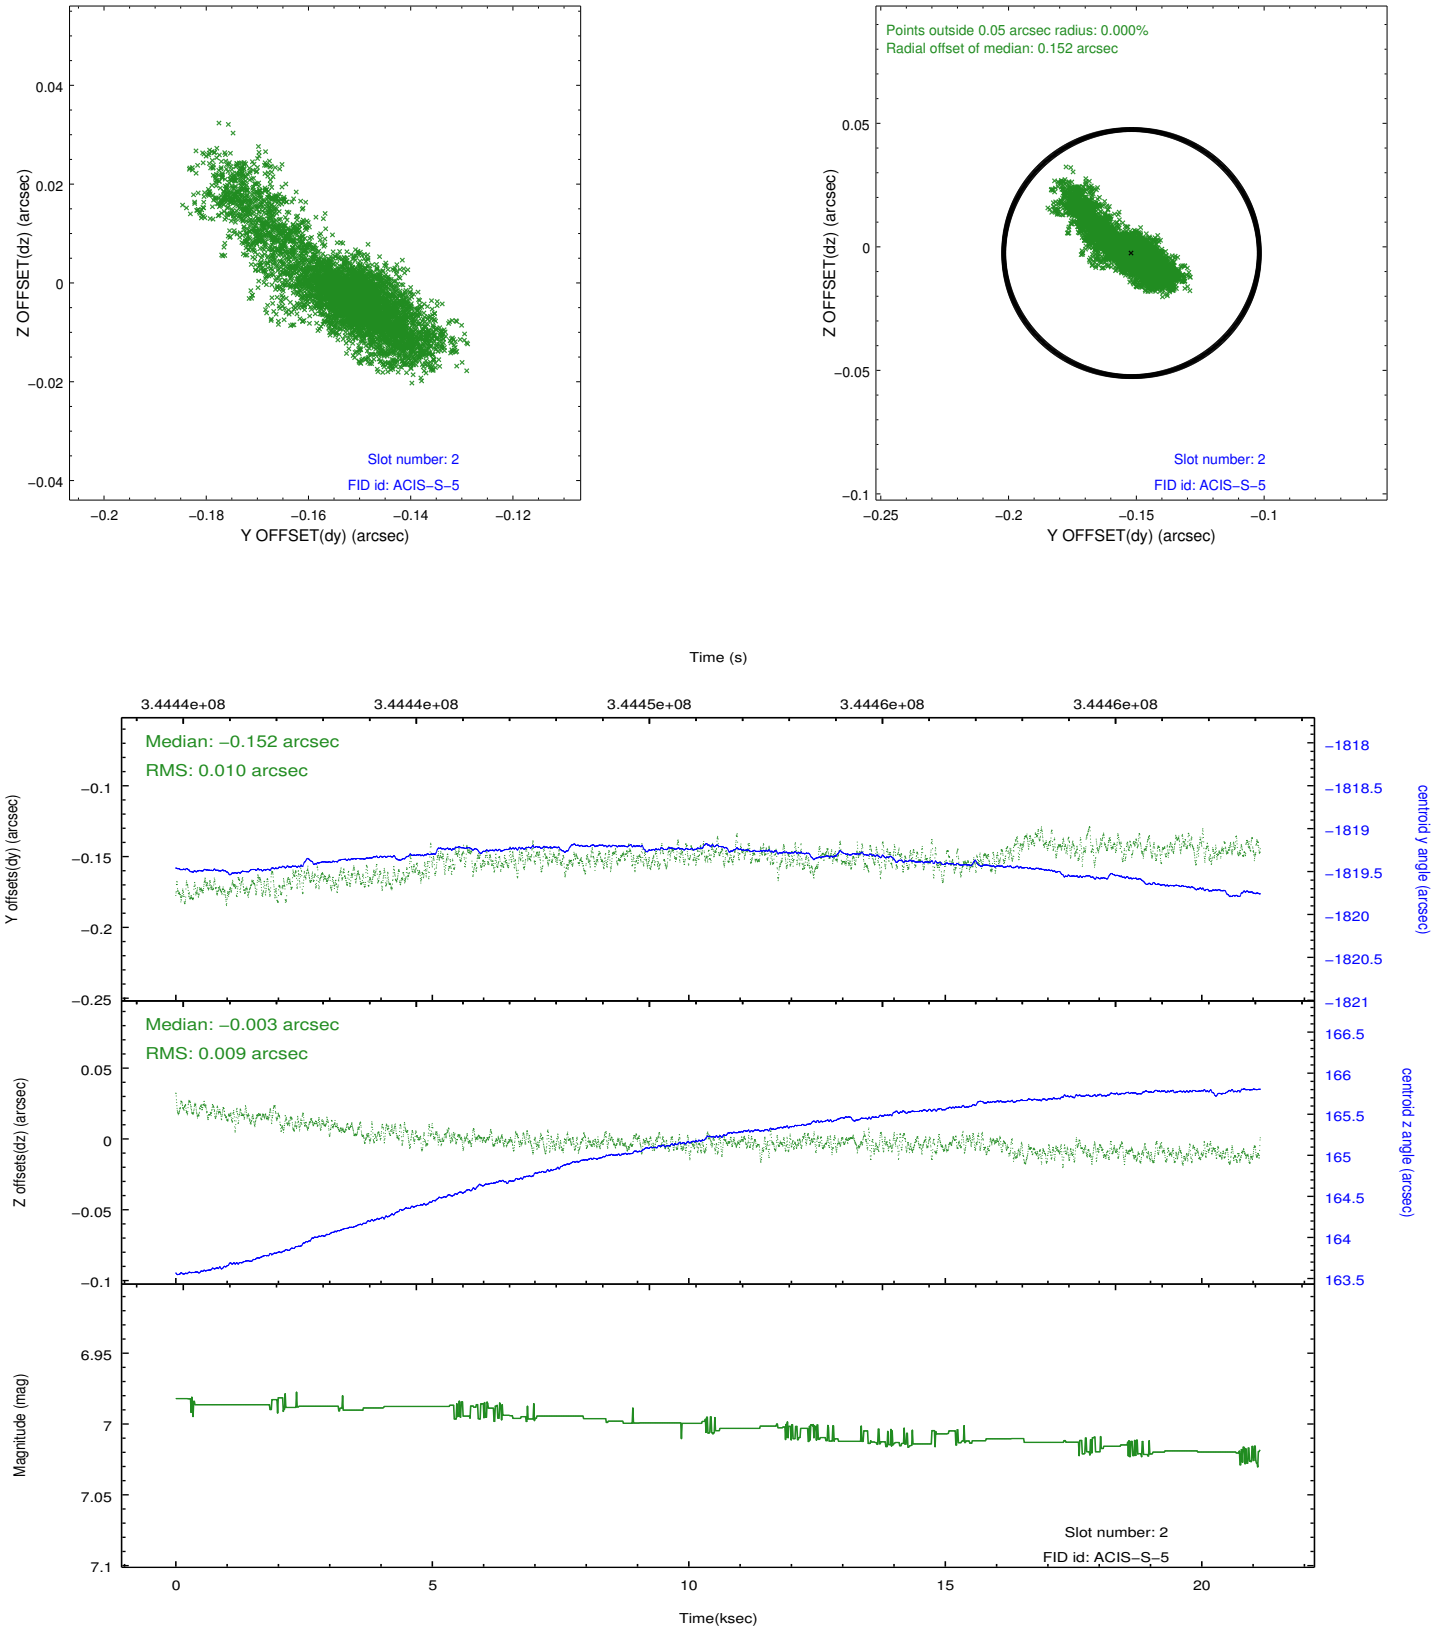 0.04
0.02
0
−0.02
−0.04
Z OFFSET(dz) (arcsec)
Slot number: 2
FID id: ACIS−S−5
−0.2
−0.18
−0.16
−0.14
−0.12
Y OFFSET(dy) (arcsec)
Points outside 0.05 arcsec radius: 0.000%
Radial offset of median: 0.152 arcsec
0.05
0
−0.05
−0.1
Z OFFSET(dz) (arcsec)
Slot number: 2
FID id: ACIS−S−5
−0.25
−0.2
−0.15
−0.1
Y OFFSET(dy) (arcsec)
Time (s)
3.4444e+08
3.4444e+08
3.4445e+08
3.4446e+08
3.4446e+08
Median: −0.152 arcsec
RMS: 0.010 arcsec
−0.1
−0.15
−0.2
−0.25
Y offsets(dy) (arcsec)
−1818
−1818.5
−1819
−1819.5
−1820
−1820.5
−1821
centroid y angle (arcsec)
Median: −0.003 arcsec
RMS: 0.009 arcsec
0.05
0
−0.05
−0.1
Z offsets(dz) (arcsec)
166.5
166
165.5
165
164.5
164
163.5
centroid z angle (arcsec)
6.95
7
7.05
7.1
Magnitude (mag)
Slot number: 2
FID id: ACIS−S−5
0
5
10
15
20
Time(ksec)